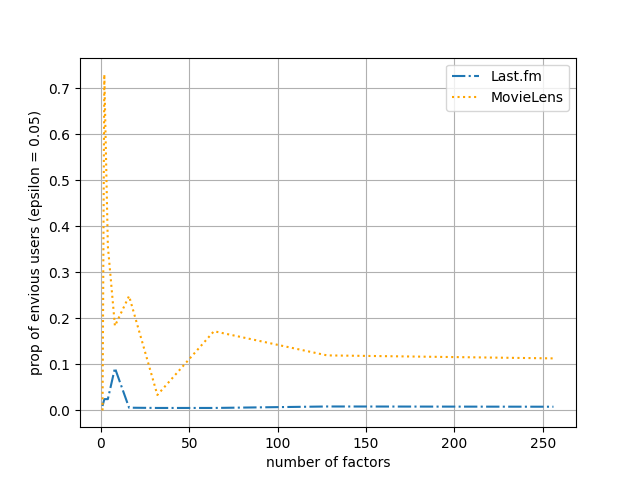 Last.fm
MovieLens
prop of envious users (epsilon = 0.05)
0.7
0.6
0.5
0.4
0.3
0.2
0.1
0.0
0 50 100 150 200 250
number of factors